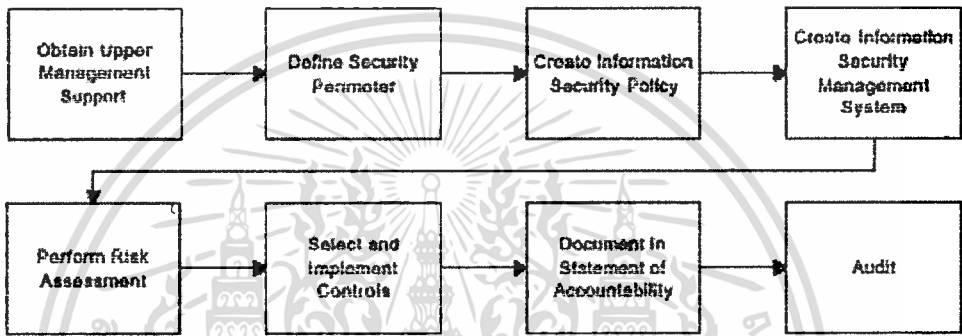 Obtain Upper
Management
Support
Define Security
Perimeter
Create Information
Security Policy
Create Information
Security
Management
System
Perform Risk
Assessment
Select and
Implement
Controls
Document in
Statement of
Accountability
Audit